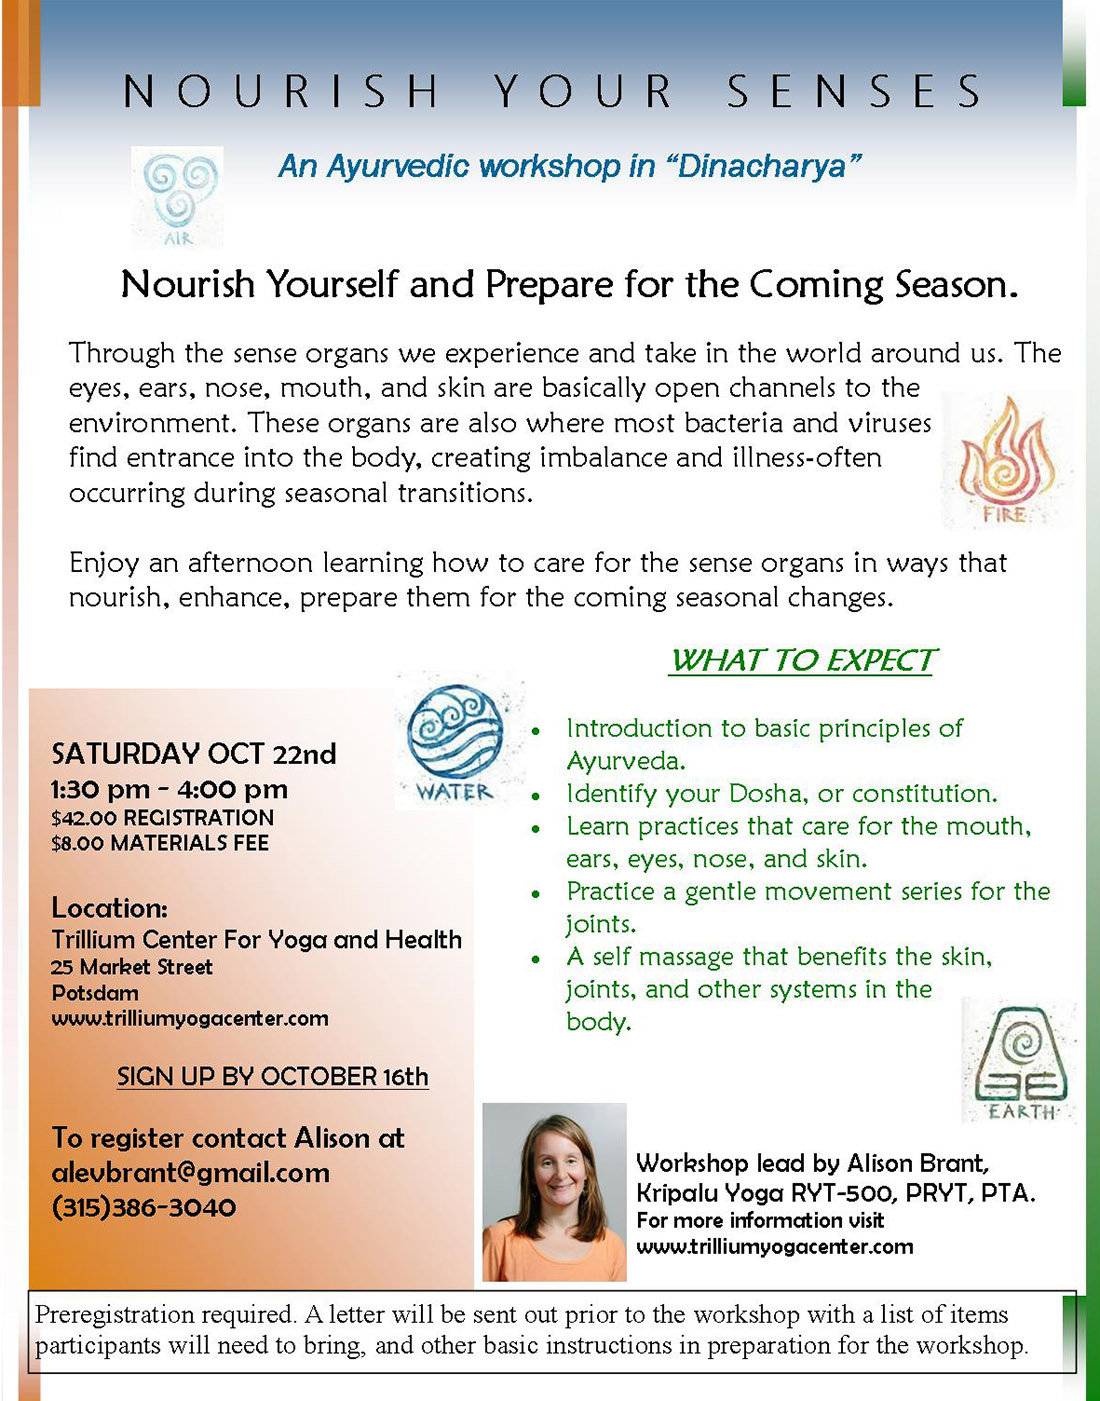 NOURISH YOUR SENSES
An Ayurvedic workshop in “Dinacharya”
AIR
Nourish Yourself and Prepare for the Coming Season.
Through the sense organs we experience and take in the world around us. The
eyes, ears, nose, mouth, and skin are basically open channels to the
environment. These organs are also where most bacteria and viruses
find entrance into the body, creating imbalance and illness-often
occurring during seasonal transitions.
FIRE
Enjoy an afternoon learning how to care for the sense organs in ways that
nourish, enhance, prepare them for the coming seasonal changes.
WATER
SATURDAY OCT 22nd
1:30 pm - 4:00 pm
$42.00 REGISTRATION
$8.00 MATERIALS FEE
Location:
Trillium Center For Yoga and Health
25 Market Street
Potsdam
www.trilliumyogacenter.com
SIGN UP BY OCTOBER 16th
To register contact Alison at
alevbrant@gmail.com
(315)386-3040
WHAT TO EXPECT
• Introduction to basic principles of
Ayurveda.
• Identify your Dosha, or constitution.
• Learn practices that care for the mouth,
ears, eyes, nose, and skin.
• Practice a gentle movement series for the
joints.
• A self massage that benefits the skin,
joints, and other systems in the
body.
EARTH
Workshop lead by Alison Brant,
Kripalu Yoga RYT-500, PRYT, PTA.
For more information visit
www.trilliumyogacenter.com
Preregistration required. A letter will be sent out prior to the workshop with a list of items
participants will need to bring, and other basic instructions in preparation for the workshop.